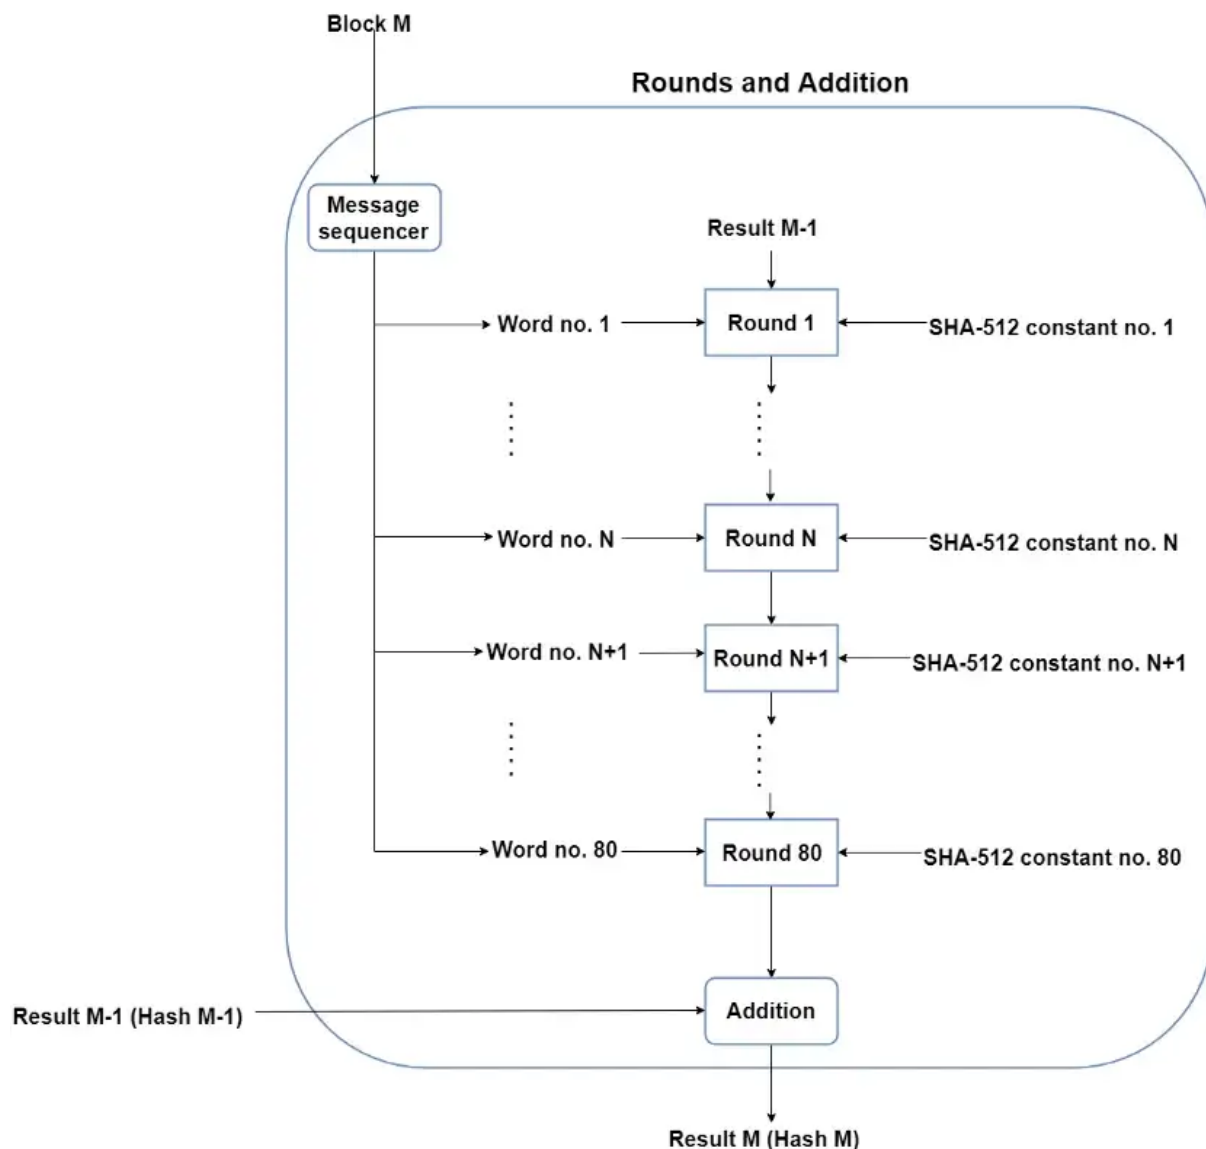 Block M
Rounds and Addition
Message
sequencer
Result M-1
Word no. 1
Round 1
SHA-512 constant no. 1
Word no. N
Round N
SHA-512 constant no. N
Word no. N+1
Round N+1
SHA-512 constant no. N+1
Word no. 80
Round 80
SHA-512 constant no. 80
Result M-1 (Hash M-1)
Addition
Result M (Hash M)